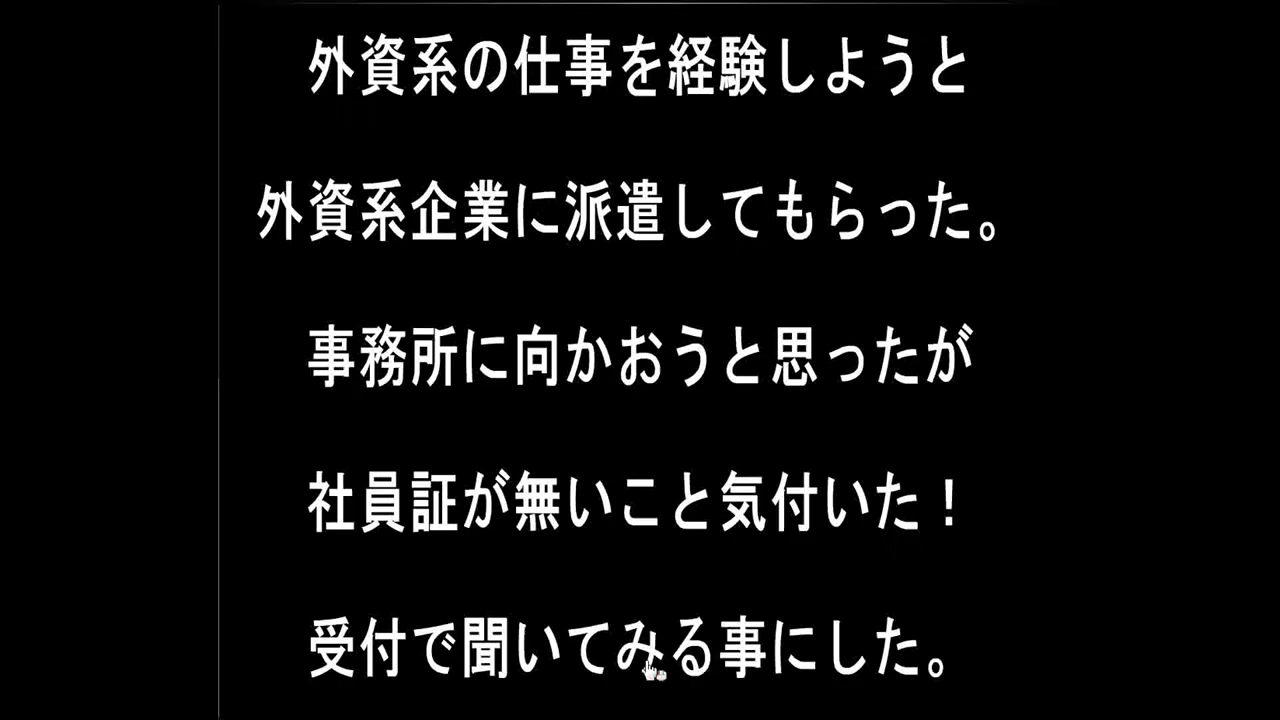 外資系の仕事を経験しようと
外資系企業に派遣してもらった。
事務所に向かおうと思ったが
社員証が無いこと気付いた！
受付で聞いてみる事にした。